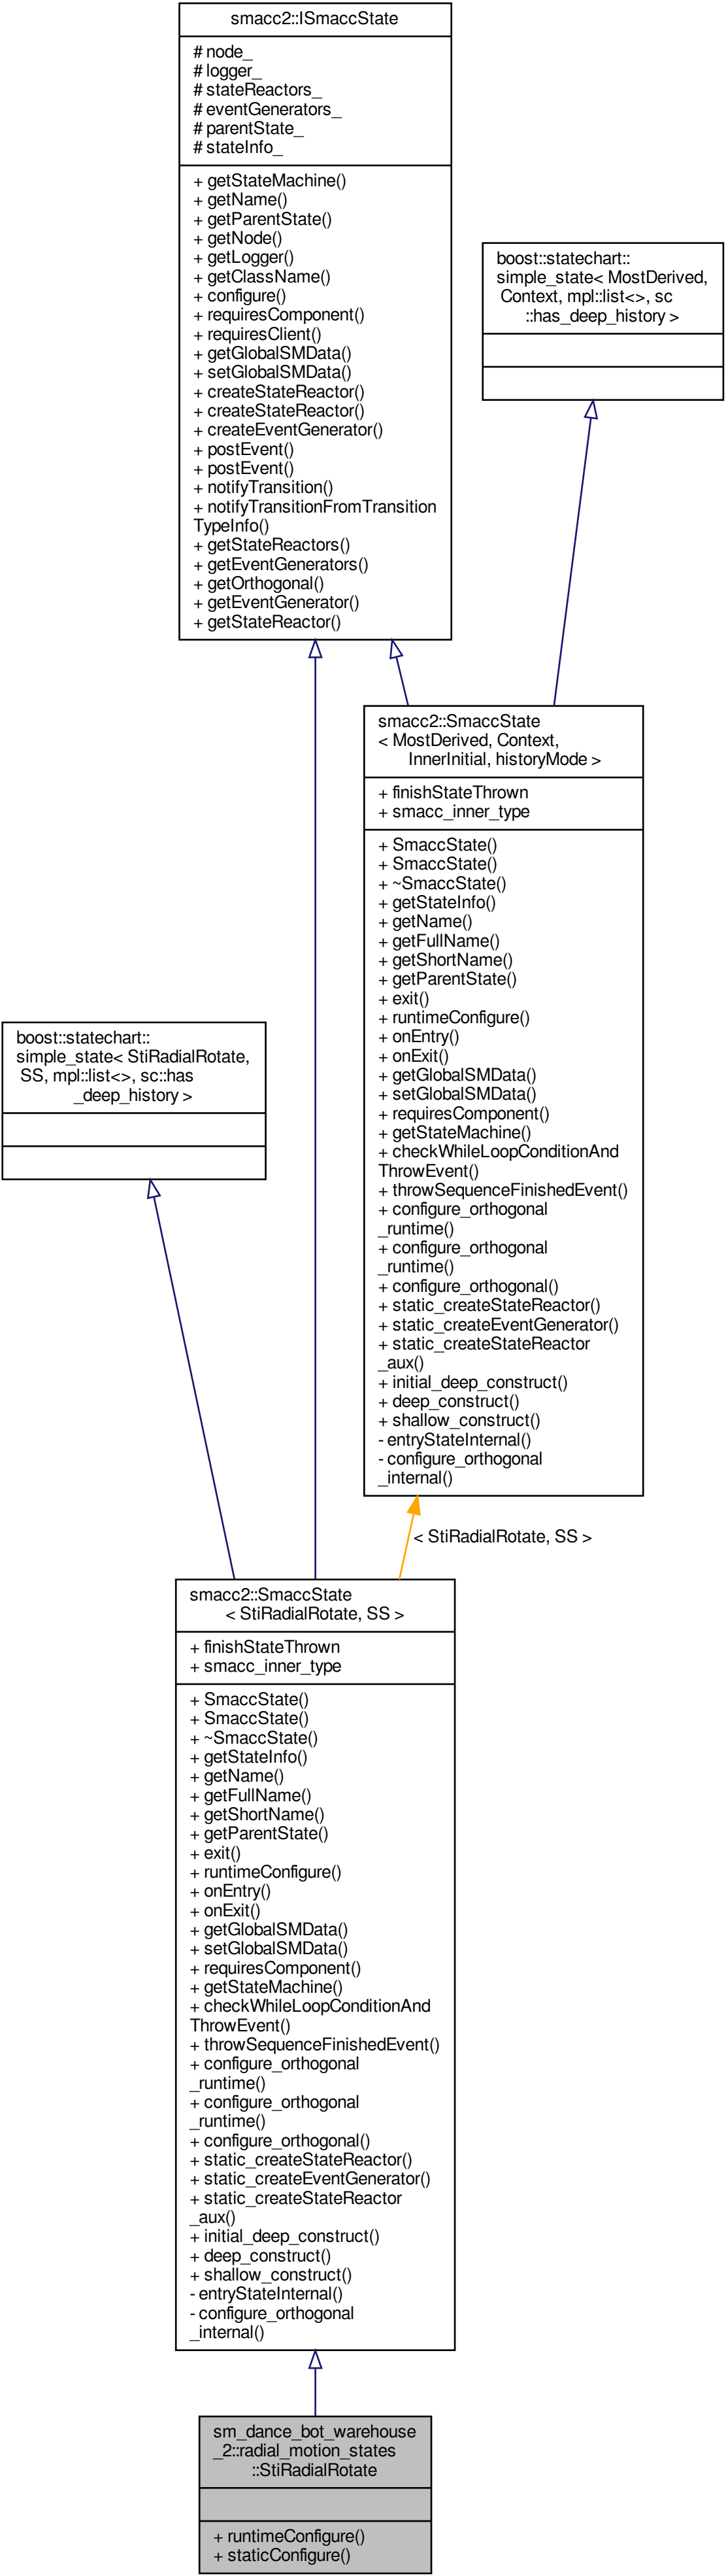 smacc2::ISmaccState
# node_
# logger_
# stateReactors_
# eventGenerators_
# parentState_
# stateInfo_
+ getStateMachine()
+ getName()
+ getParentState()
+ getNode()
+ getLogger()
+ getClassName()
+ configure()
+ requiresComponent()
+ requiresClient()
+ getGlobalSMData()
+ setGlobalSMData()
+ createStateReactor()
+ createStateReactor()
+ createEventGenerator()
+ postEvent()
+ postEvent()
+ notifyTransition()
+ notifyTransitionFromTransition
TypeInfo()
+ getStateReactors()
+ getEventGenerators()
+ getOrthogonal()
+ getEventGenerator()
+ getStateReactor()
boost::statechart::
simple_state< MostDerived,
Context, mpl::list<>, sc
::has_deep_history >
smacc2::SmaccState
< MostDerived, Context,
InnerInitial, historyMode >
+ finishStateThrown
+ smacc_inner_type
+ SmaccState()
+ SmaccState()
+ ~SmaccState()
+ getStateInfo()
+ getName()
+ getFullName()
+ getShortName()
+ getParentState()
+ exit()
+ runtimeConfigure()
+ onEntry()
+ onExit()
+ getGlobalSMData()
+ setGlobalSMData()
+ requiresComponent()
+ getStateMachine()
+ checkWhileLoopConditionAnd
ThrowEvent()
+ throwSequenceFinishedEvent()
+ configure_orthogonal
_runtime()
+ configure_orthogonal
_runtime()
+ configure_orthogonal()
+ static_createStateReactor()
+ static_createEventGenerator()
+ static_createStateReactor
_aux()
+ initial_deep_construct()
+ deep_construct()
+ shallow_construct()
- entryStateInternal()
- configure_orthogonal
_internal()
boost::statechart::
simple_state< StiRadialRotate,
SS, mpl::list<>, sc::has
_deep_history >
< StiRadialRotate, SS >
smacc2::SmaccState
< StiRadialRotate, SS >
+ finishStateThrown
+ smacc_inner_type
+ SmaccState()
+ SmaccState()
+ ~SmaccState()
+ getStateInfo()
+ getName()
+ getFullName()
+ getShortName()
+ getParentState()
+ exit()
+ runtimeConfigure()
+ onEntry()
+ onExit()
+ getGlobalSMData()
+ setGlobalSMData()
+ requiresComponent()
+ getStateMachine()
+ checkWhileLoopConditionAnd
ThrowEvent()
+ throwSequenceFinishedEvent()
+ configure_orthogonal
_runtime()
+ configure_orthogonal
_runtime()
+ configure_orthogonal()
+ static_createStateReactor()
+ static_createEventGenerator()
+ static_createStateReactor
_aux()
+ initial_deep_construct()
+ deep_construct()
+ shallow_construct()
- entryStateInternal()
- configure_orthogonal
_internal()
sm_dance_bot_warehouse
_2::radial_motion_states
::StiRadialRotate
+ runtimeConfigure()
+ staticConfigure()